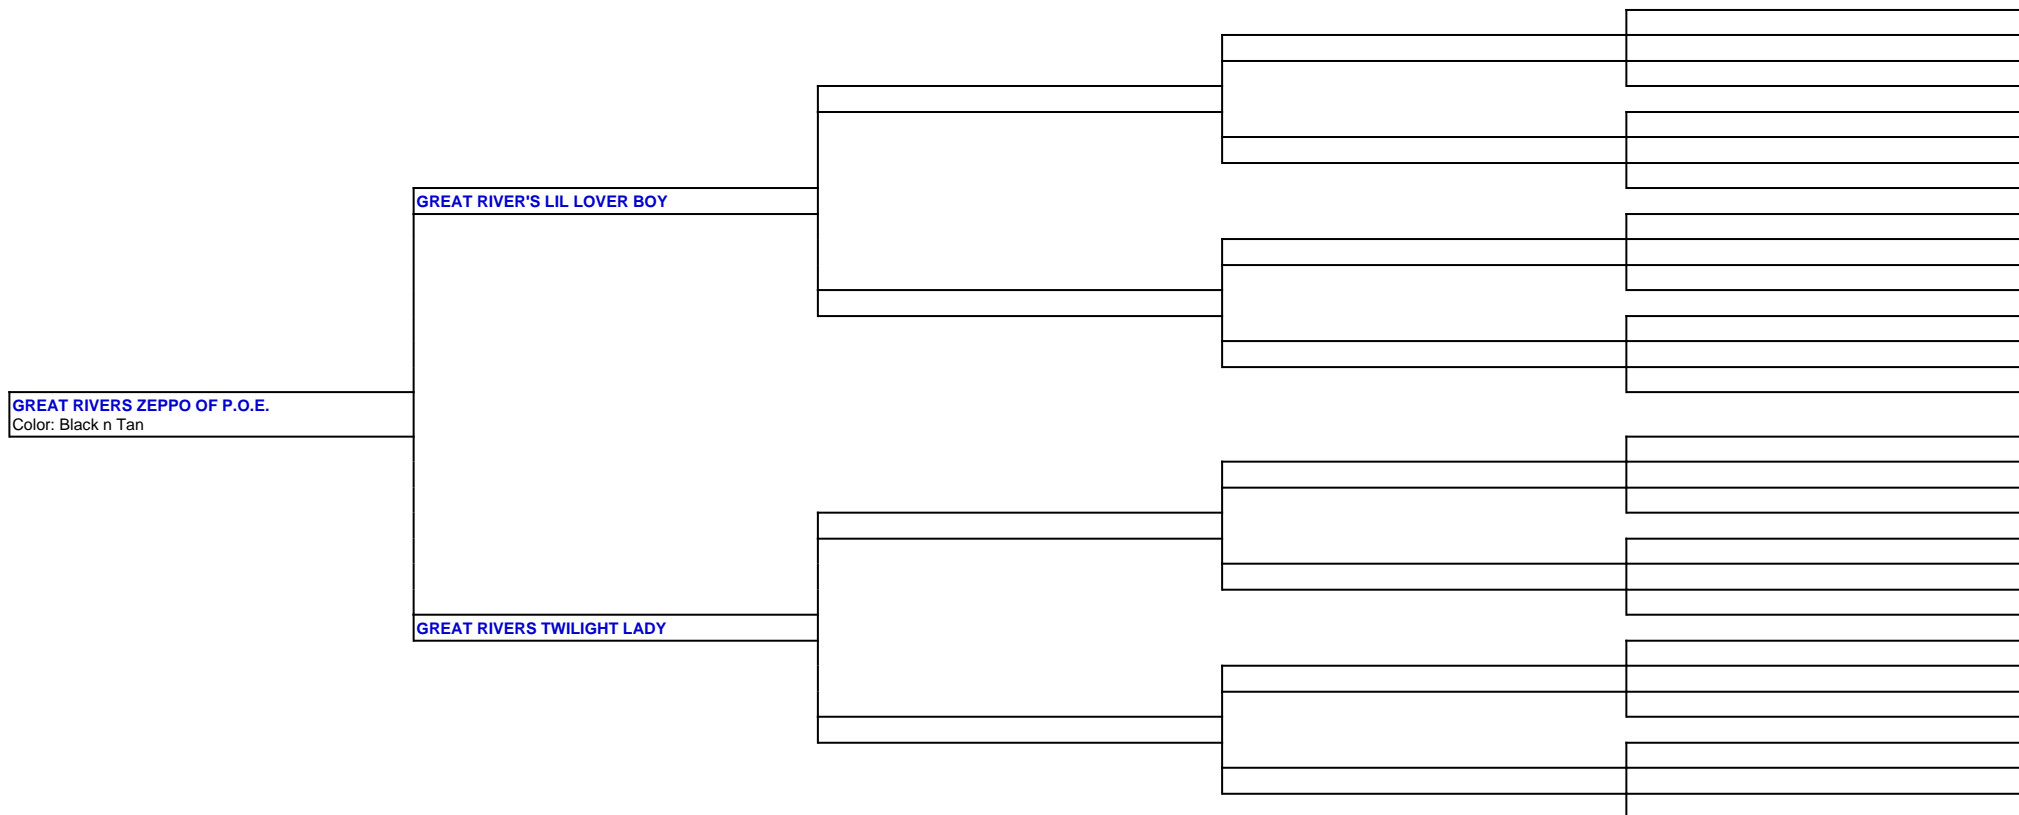 GREAT RIVER'S LIL LOVER BOY
GREAT RIVERS ZEPPO OF P.O.E.
Color: Black n Tan
GREAT RIVERS TWILIGHT LADY